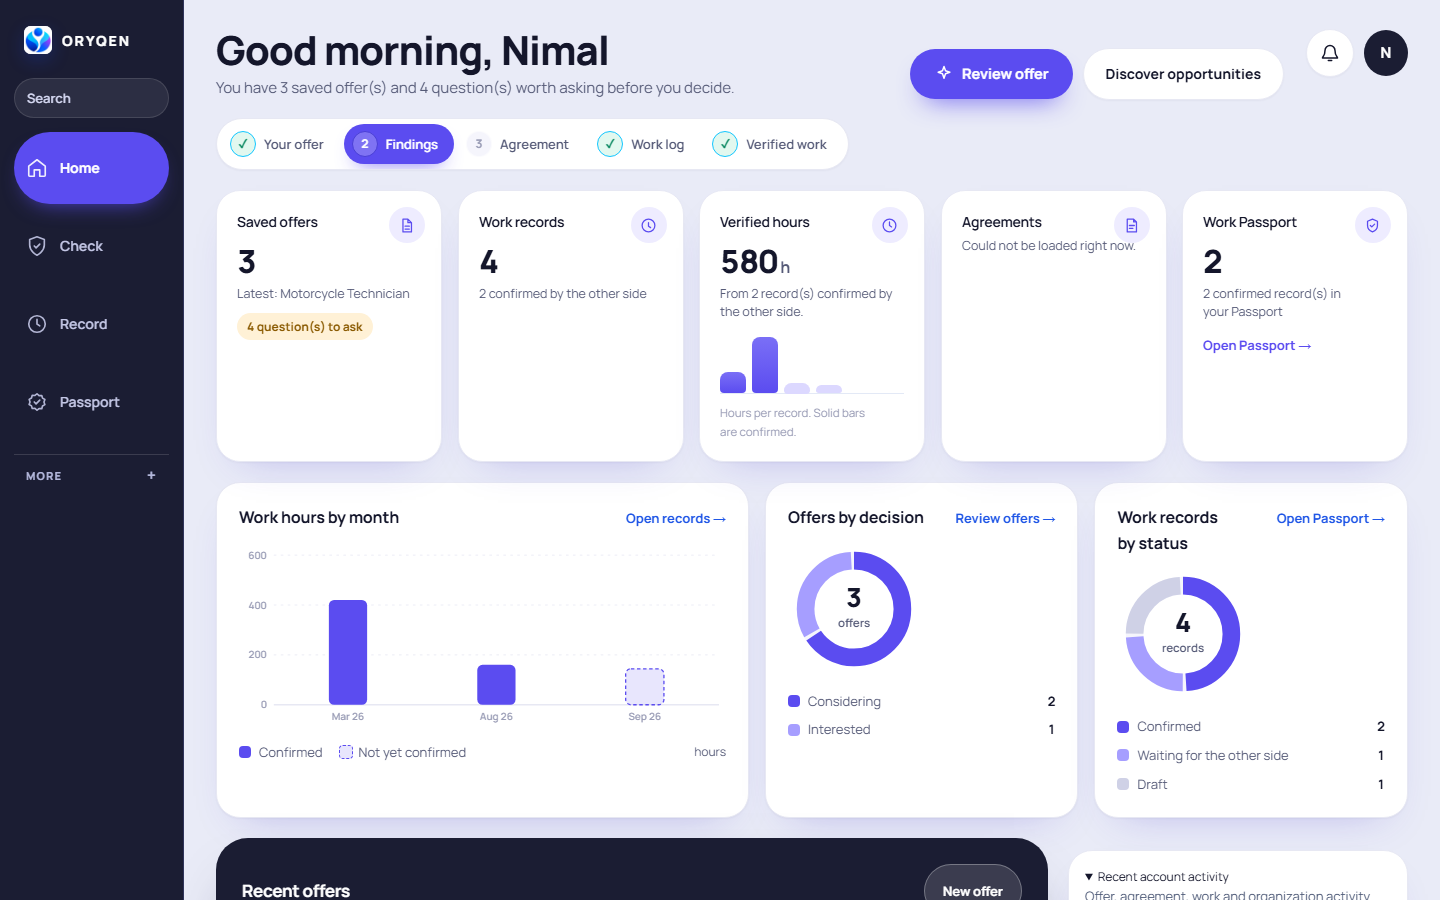 ORYQEN
Search
Home
Check
Record
Passport
MORE +
Good morning, Nimal
You have 3 saved offer(s) and 4 question(s) worth asking before you decide.
Review offer
Discover opportunities
N
✓ Your offer
2 Findings
3 Agreement
✓ Work log
✓ Verified work
Saved offers
3
Latest: Motorcycle Technician
4 question(s) to ask
Work records
4
2 confirmed by the other side
Verified hours
580 h
From 2 record(s) confirmed by
the other side.
Hours per record. Solid bars
are confirmed.
Agreements
Could not be loaded right now.
Work Passport
2
2 confirmed record(s) in
your Passport
Open Passport →
Work hours by month
Open records →
600
400
200
0
Mar 26
Aug 26
Sep 26
Confirmed
Not yet confirmed
hours
Offers by decision
Review offers →
3
offers
Considering 2
Interested 1
Work records
by status
Open Passport →
4
records
Confirmed 2
Waiting for the other side 1
Draft 1
Recent offers
New offer
▼ Recent account activity
Offer, agreement, work and organization activity